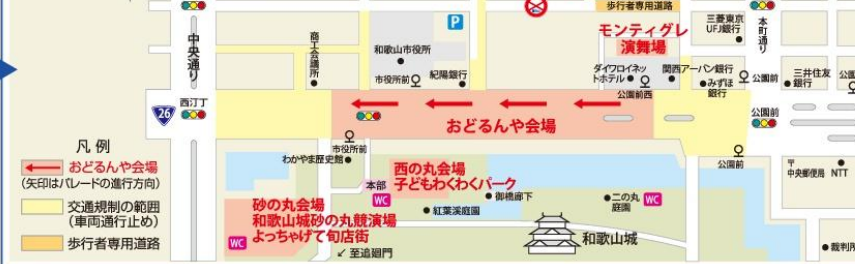 歩行者専用道路
P
モンティグレ
演舞場
三菱東京
UFJ銀行
本町通り
中央通り
商工会議所
和歌山市役所
市役所前
紀陽銀行
ダイワロイネッ
トホテル
関西アーバン銀行
みずほ
銀行
公園前
三井住友
銀行
公園前西
26
西汀丁
おどるんや会場
公園前
凡例
おどるんや会場
(矢印はパレードの進行方向)
交通規制の範囲
(車両通行止め)
歩行者専用道路
市役所前
わかやま歴史館
西の丸会場
子どもわくわくパーク
本部
WC
御橋廊下
紅葉渓庭園
二の丸
庭園
WC
公園前
〒
中央郵便局
NTT
砂の丸会場
和歌山城砂の丸競演場
よっちゃげて旬店街
WC
和歌山城
↙至追廻門